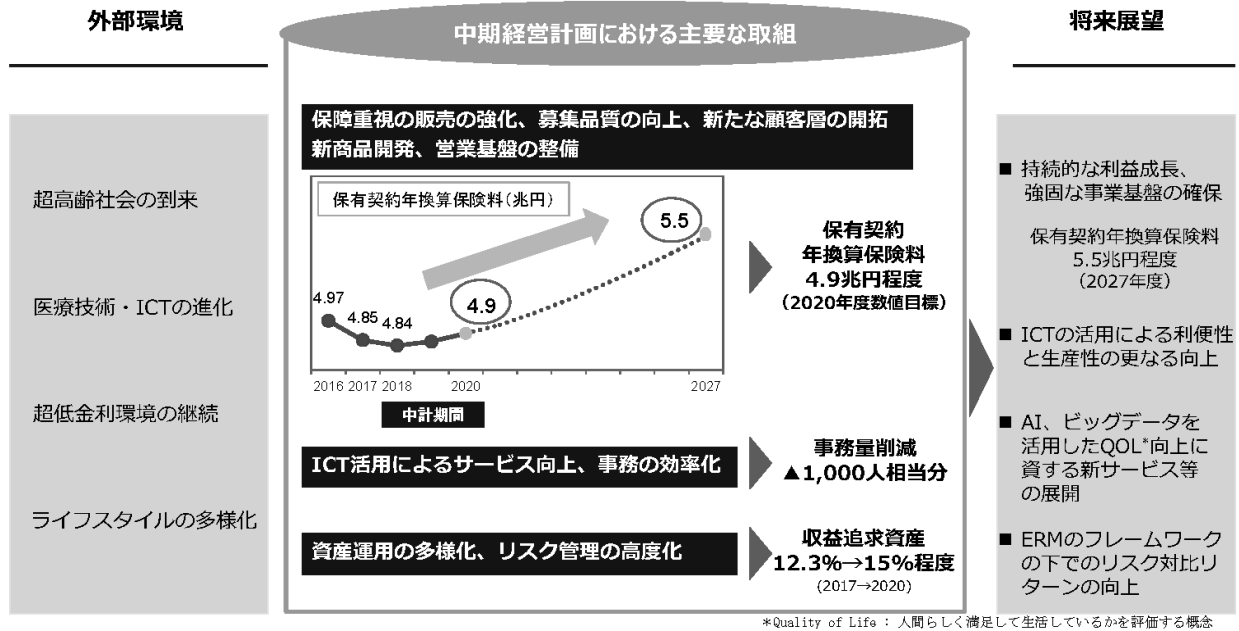 外部環境
超高齢社会の到来
医療技術・ICTの進化
超低金利環境の継続
ライフスタイルの多様化
中期経営計画における主要な取組
保障重視の販売の強化、募集品質の向上、新たな顧客層の開拓
新商品開発、営業基盤の整備
保有契約年換算保険料(兆円)
5.5
4.9
4.97
4.85
4.84
2016 2017 2018 2020 2027
中計期間
保有契約
年換算保険料
4.9兆円程度
(2020年度数値目標)
ICT活用によるサービス向上、事務の効率化
事務量削減
▲1,000人相当分
資産運用の多様化、リスク管理の高度化
収益追求資産
12.3%→15%程度
(2017→2020)
将来展望
■ 持続的な利益成長、
強固な事業基盤の確保
保有契約年換算保険料
5.5兆円程度
(2027年度)
■ ICTの活用による利便性
と生産性の更なる向上
■ AI、ビッグデータを
活用したQOL*向上に
資する新サービス等
の展開
■ ERMのフレームワーク
の下でのリスク対比リ
ターンの向上
*Quality of Life : 人間らしく満足して生活しているかを評価する概念